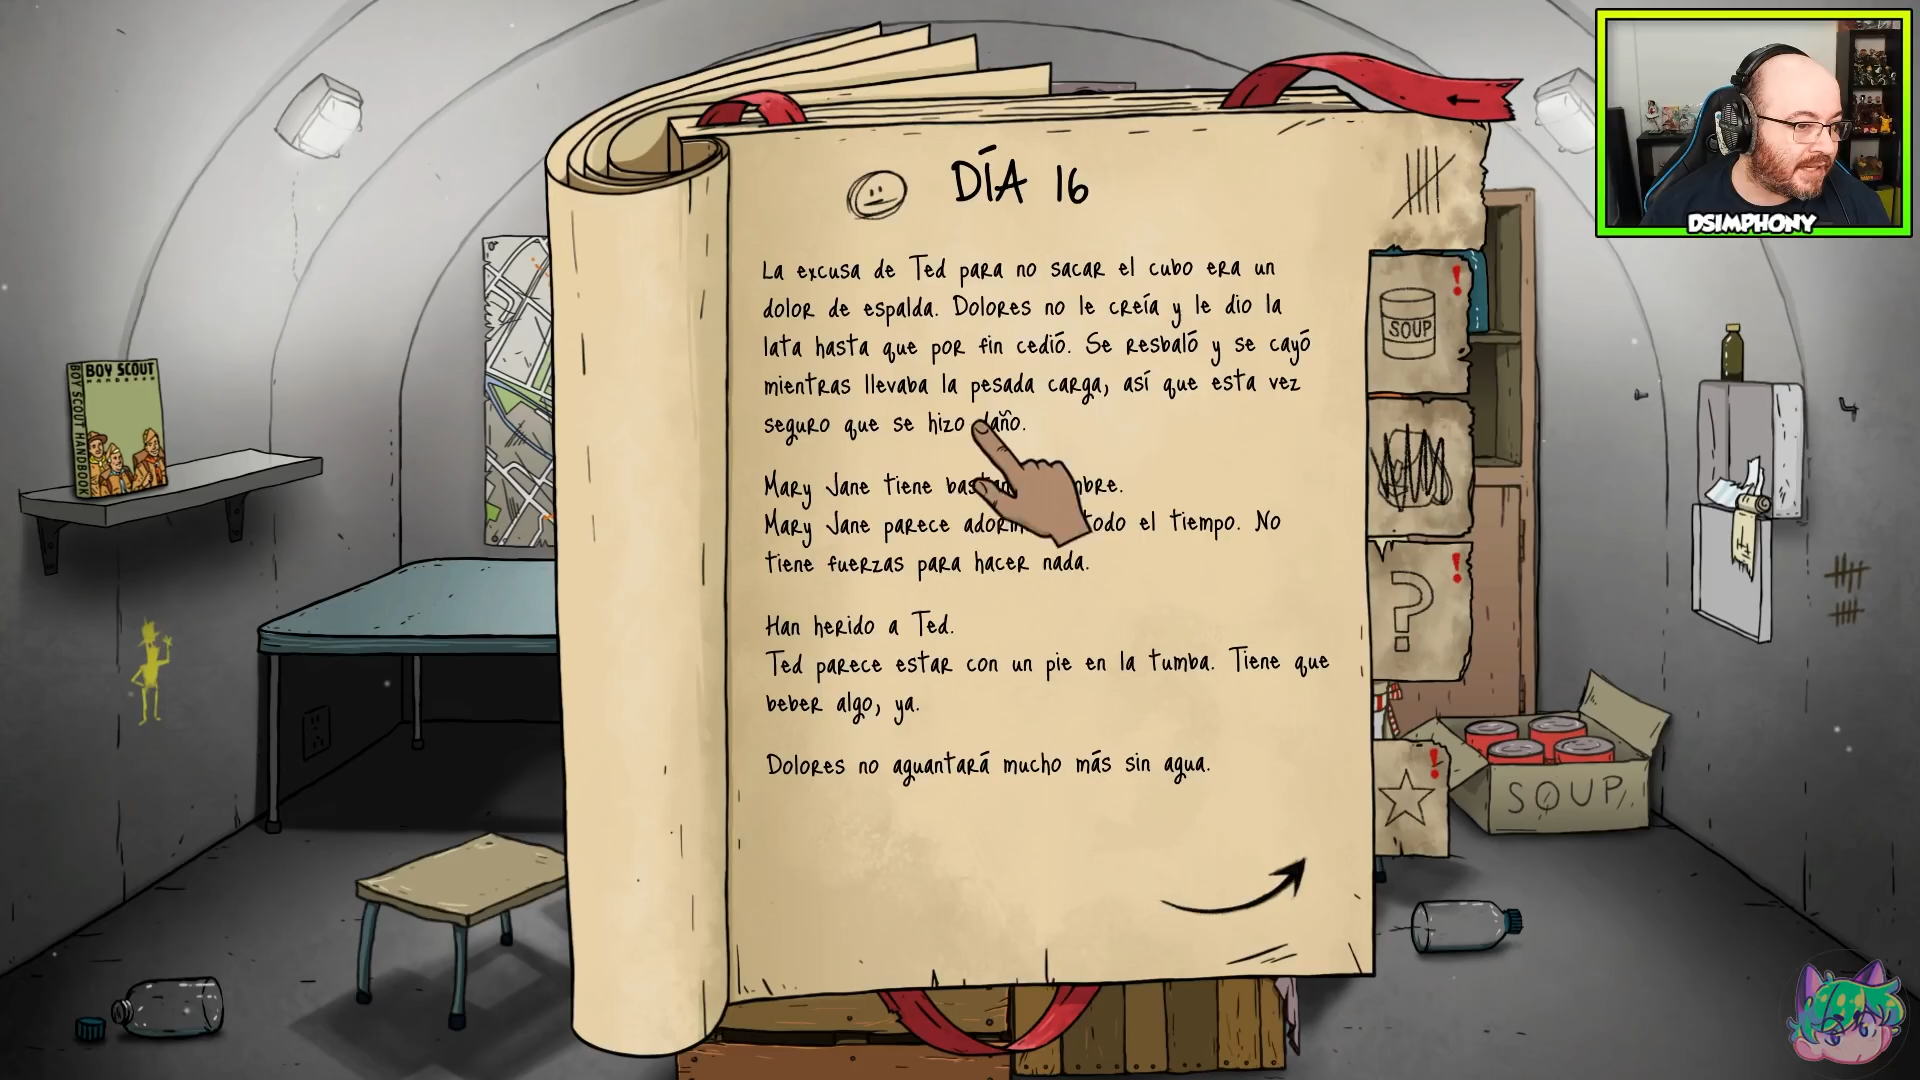 DSIMPHONY
DÍA 16
La excusa de Ted para no sacar el cubo era un
dolor de espalda. Dolores no le creía y le dio la
lata hasta que por fin cedió. Se resbaló y se cayó
mientras llevaba la pesada carga, así que esta vez
seguro que se hizo daño.
Mary Jane tiene
Mary Jane parece todo el tiempo. No
tiene fuerzas para hacer nada.
Han herido a Ted.
Ted parece estar con un pie en la tumba. Tiene que
beber algo, ya.
Dolores no aguantará mucho más sin agua.
!
SOUP
!
?
!
SOUP
BOY SCOUT
HANDBOOK
BOY SCOUT HANDBOOK